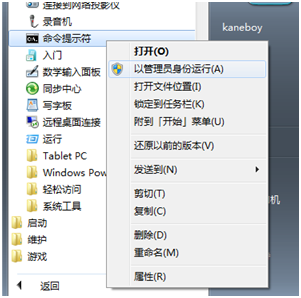 连接到网络投影仪
录音机
命令提示符
入门
数学输入面板
同步中心
写字板
远程桌面连接
运行
Tablet PC
Windows Pow
轻松访问
系统工具
启动
维护
游戏
返回
打开(O)
以管理员身份运行(A)
打开文件位置(I)
锁定到任务栏(K)
附到「开始」菜单(U)
还原以前的版本(V)
发送到(N)
剪切(T)
复制(C)
删除(D)
重命名(M)
属性(R)
kaneboy
机